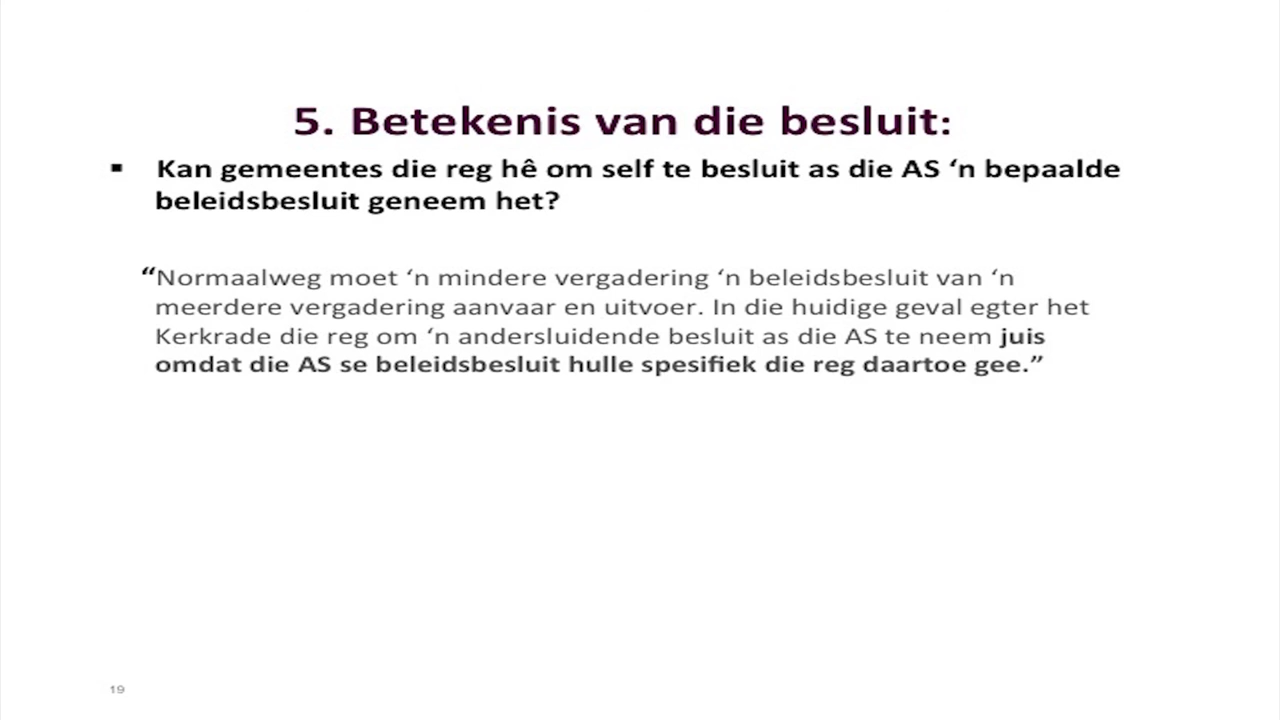 5. Betekenis van die besluit:
▪ Kan gemeentes die reg hê om self te besluit as die AS ‘n bepaalde
beleidsbesluit geneem het?
“Normaalweg moet ‘n mindere vergadering ‘n beleidsbesluit van ‘n
meerdere vergadering aanvaar en uitvoer. In die huidige geval egter het
Kerkrade die reg om ‘n andersluidende besluit as die AS te neem juis
omdat die AS se beleidsbesluit hulle spesifiek die reg daartoe gee.”
19